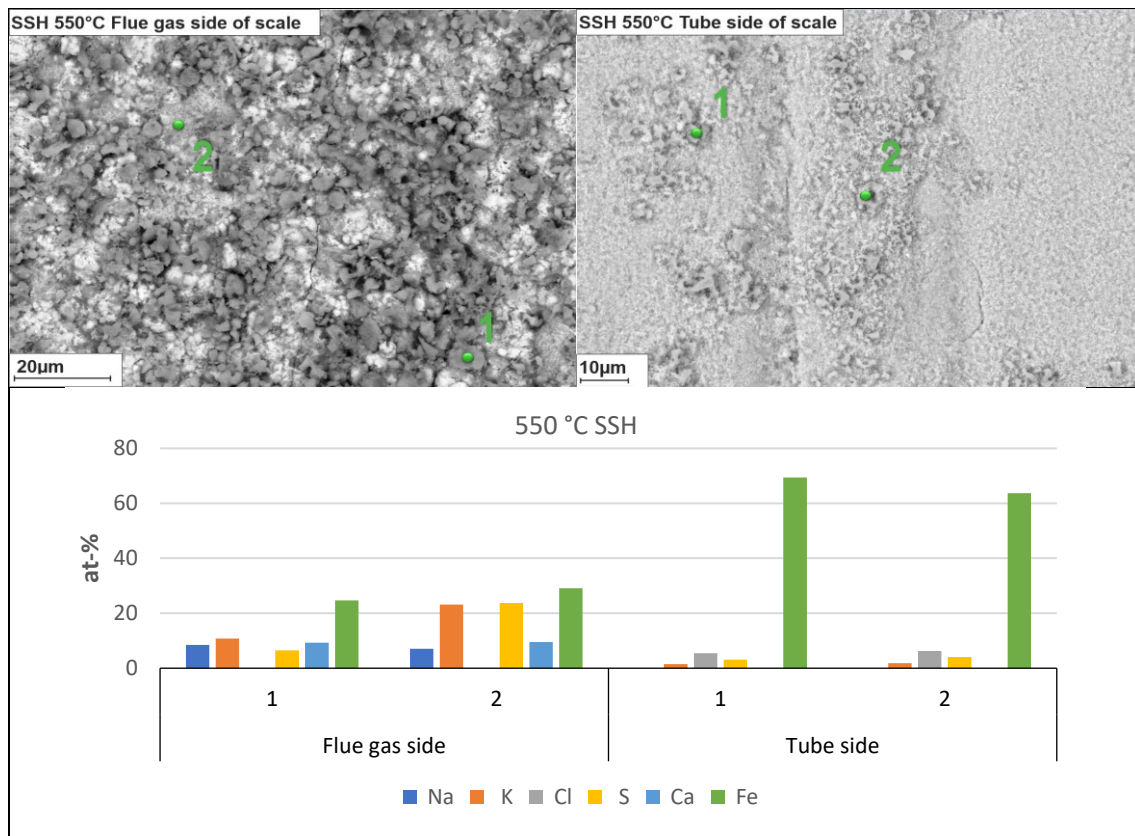 SSH 550°C Flue gas side of scale
2
1
20μm
SSH 550°C Tube side of scale
1
2
10μm
550 °C SSH
80
60
40
20
0
at-%
1
2
1
2
Flue gas side
Tube side
Na
K
Cl
S
Ca
Fe